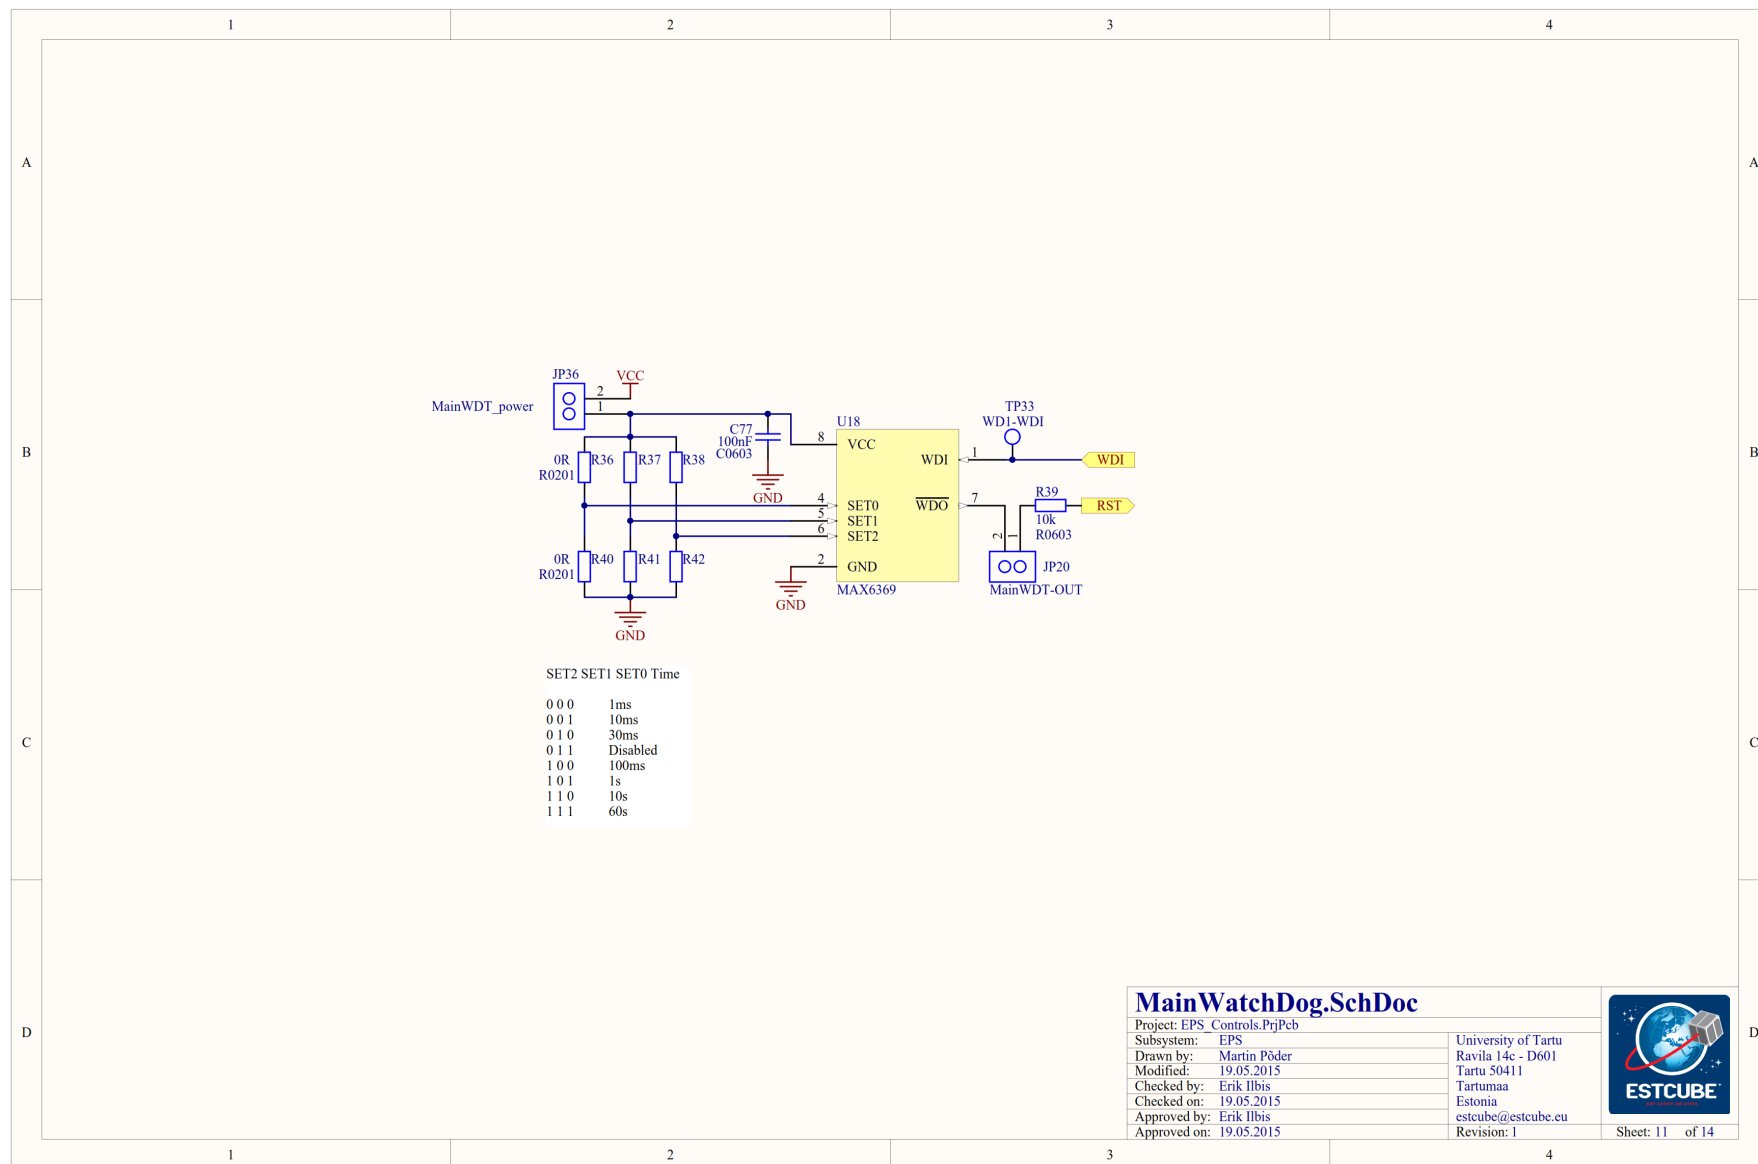 1 2 3 4
A A
JP36
VCC
2
1
MainWDT_power
TP33
WD1-WDI
U18
C77
100nF
C0603
8 VCC
B B
0R
R0201
R36 R37 R38
WDI 1
WDI
GND
4 SET0
5 SET1
6 SET2
WDO 7
R39
10k
R0603
RST
2 1
0R
R0201
R40 R41 R42
2 GND
JP20
MAX6369
MainWDT-OUT
GND
GND
SET2 SET1 SET0 Time
0 0 0 1ms
0 0 1 10ms
0 1 0 30ms
0 1 1 Disabled
1 0 0 100ms
1 0 1 1s
1 1 0 10s
1 1 1 60s
C C
D D
MainWatchDog.SchDoc
Project: EPS_Controls.PrjPcb
Subsystem: EPS
Drawn by: Martin Põder
Modified: 19.05.2015
Checked by: Erik Ilbis
Checked on: 19.05.2015
Approved by: Erik Ilbis
Approved on: 19.05.2015
University of Tartu
Ravila 14c - D601
Tartu 50411
Tartumaa
Estonia
estcube@estcube.eu
Revision: 1
Sheet: 11 of 14
ESTCUBE
1 2 3 4